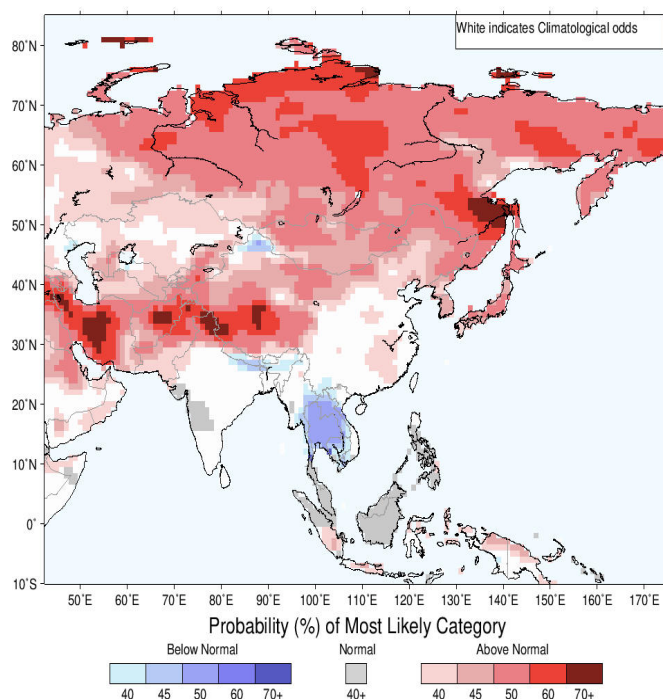 White indicates Climatological odds
80˚N
70˚N
60˚N
50˚N
40˚N
30˚N
20˚N
10˚N
0˚
10˚S
50˚E 60˚E 70˚E 80˚E 90˚E 100˚E 110˚E 120˚E 130˚E 140˚E 150˚E 160˚E 170˚E
Probability (%) of Most Likely Category
Below Normal Normal Above Normal
40 45 50 60 70+ 40+ 40 45 50 60 70+